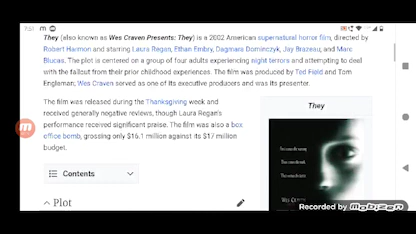 7:51
They (also known as Wes Craven Presents: They) is a 2002 American supernatural horror film, directed by
Robert Harmon and starring Laura Regan, Ethan Embry, Dagmara Dominczyk, Jay Brazeau, and Marc
Blucas. The plot is centered on a group of four adults experiencing night terrors and attempting to deal
with the fallout from their prior childhood experiences. The film was produced by Ted Field and Tom
Engleman; Wes Craven served as one of its executive producers and was its presenter.
The film was released during the Thanksgiving week and
received generally negative reviews, though Laura Regan's
performance received significant praise. The film was also a box
office bomb, grossing only $16.1 million against its $17 million
budget.
They
Contents
Plot
WES CRAVEN
Recorded by Mobizen